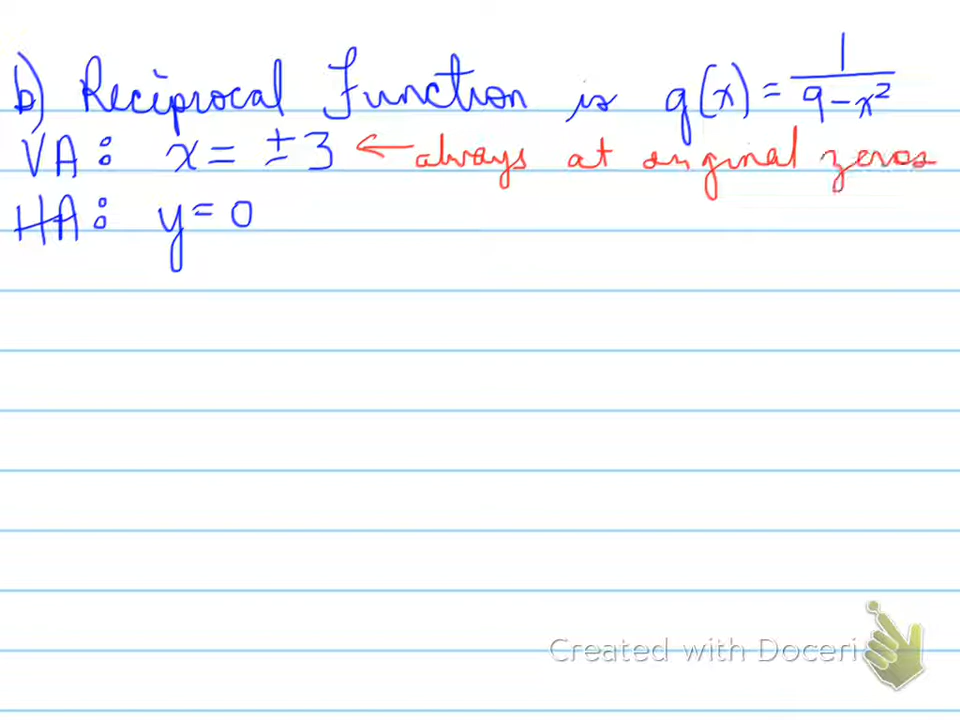 b) Reciprocal Function is g(x) = 1/(9-x²)
VA: x = ±3 ← always at original zeros
HA: y = 0
Created with Doceri